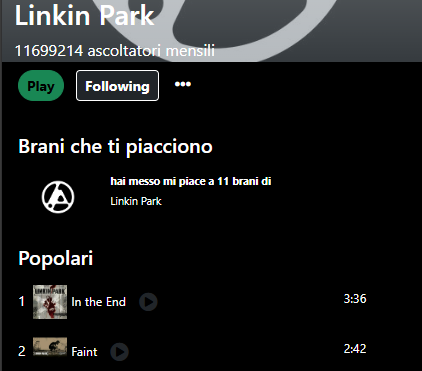 Linkin Park
11699214 ascoltatori mensili
Play Following •••
Brani che ti piacciono
hai messo mi piace a 11 brani di
Linkin Park
Popolari
1 In the End 3:36
2 Faint 2:42